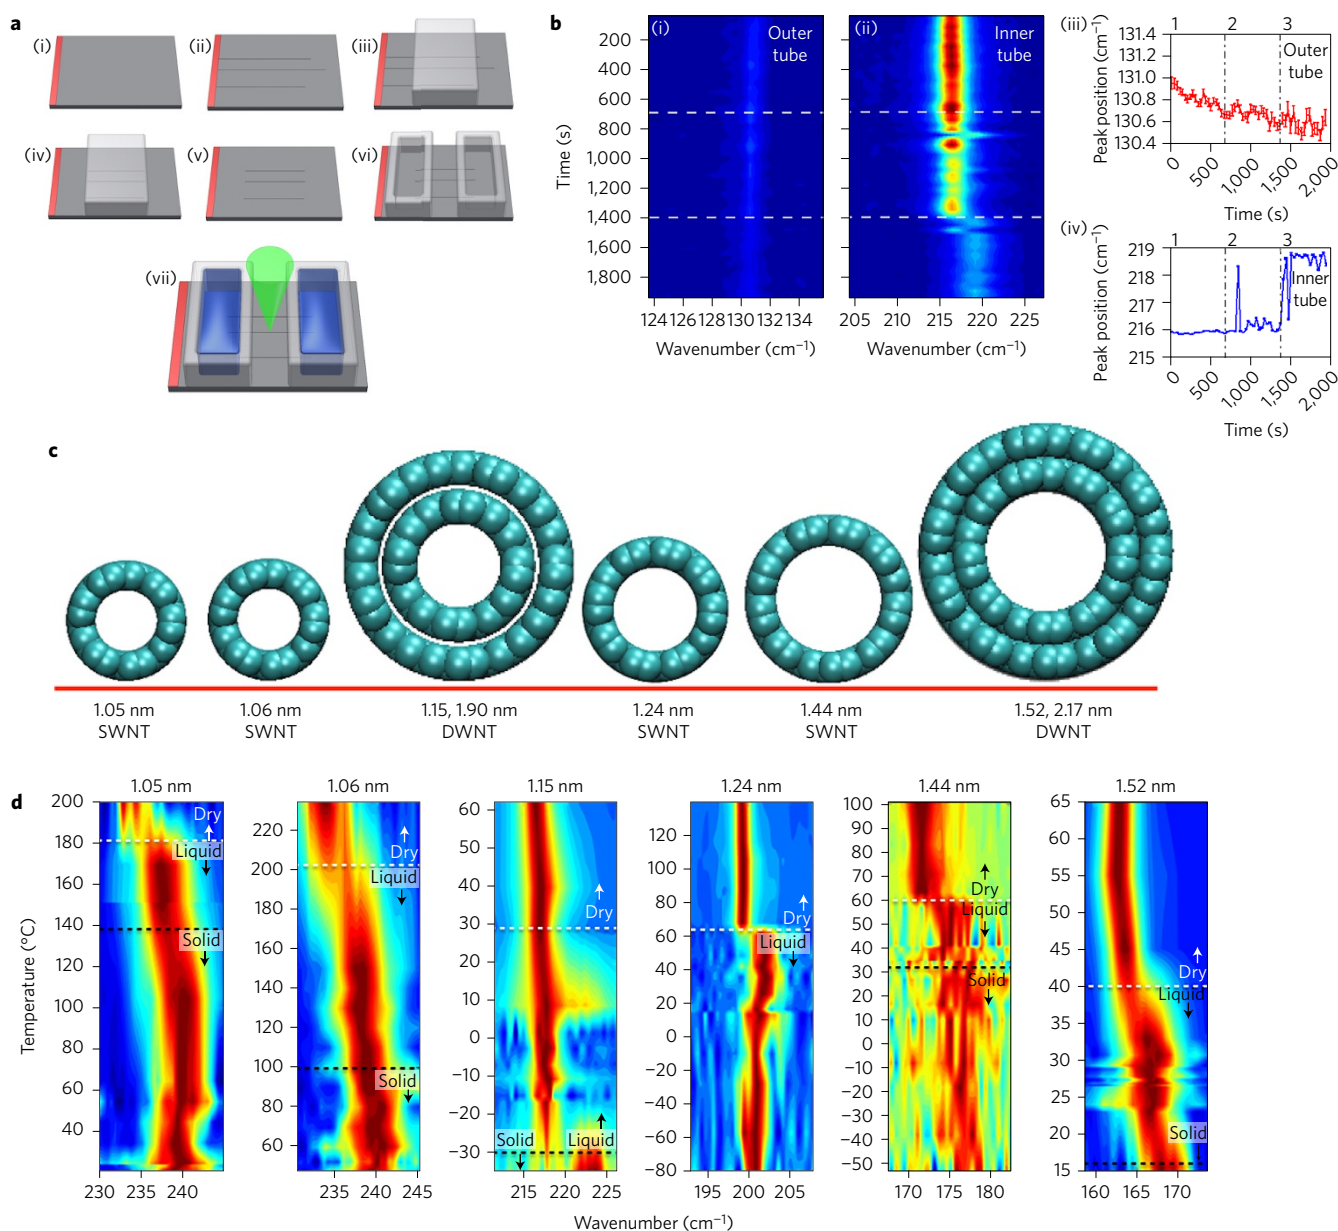 a
(i)
(ii)
(iii)
(iv)
(v)
(vi)
(vii)
b
(i)
Outer
tube
(ii)
Inner
tube
200
400
600
800
1,000
1,200
1,400
1,600
1,800
Time (s)
124 126 128 130 132 134
Wavenumber (cm⁻¹)
205 210 215 220 225
Wavenumber (cm⁻¹)
(iii)
1 2 3
Outer
tube
131.4
131.0
130.8
130.6
130.4
Peak position (cm⁻¹)
0 500 1,000 1,500 2,000
Time (s)
(iv)
1 2 3
Inner
tube
219
218
217
216
215
Peak position (cm⁻¹)
0 500 1,000 1,500 2,000
Time (s)
c
1.05 nm
SWNT
1.06 nm
SWNT
1.15, 1.90 nm
DWNT
1.24 nm
SWNT
1.44 nm
SWNT
1.52, 2.17 nm
DWNT
d
Temperature (°C)
1.05 nm
200
180
160
140
120
100
80
60
40
Dry
Liquid
Solid
230 235 240
1.06 nm
220
200
180
160
140
120
100
80
60
Dry
Liquid
Solid
235 240 245
1.15 nm
60
50
40
30
20
10
0
−10
−20
−30
Dry
Solid
Liquid
215 220 225
1.24 nm
120
100
80
60
40
20
0
−20
−40
−60
−80
Dry
Liquid
195 200 205
1.44 nm
100
90
80
70
60
50
40
30
20
10
0
−10
−20
−30
−40
−50
Dry
Liquid
Solid
170 175 180
1.52 nm
65
60
55
50
45
40
35
30
25
20
15
Dry
Liquid
Solid
160 165 170
Wavenumber (cm⁻¹)